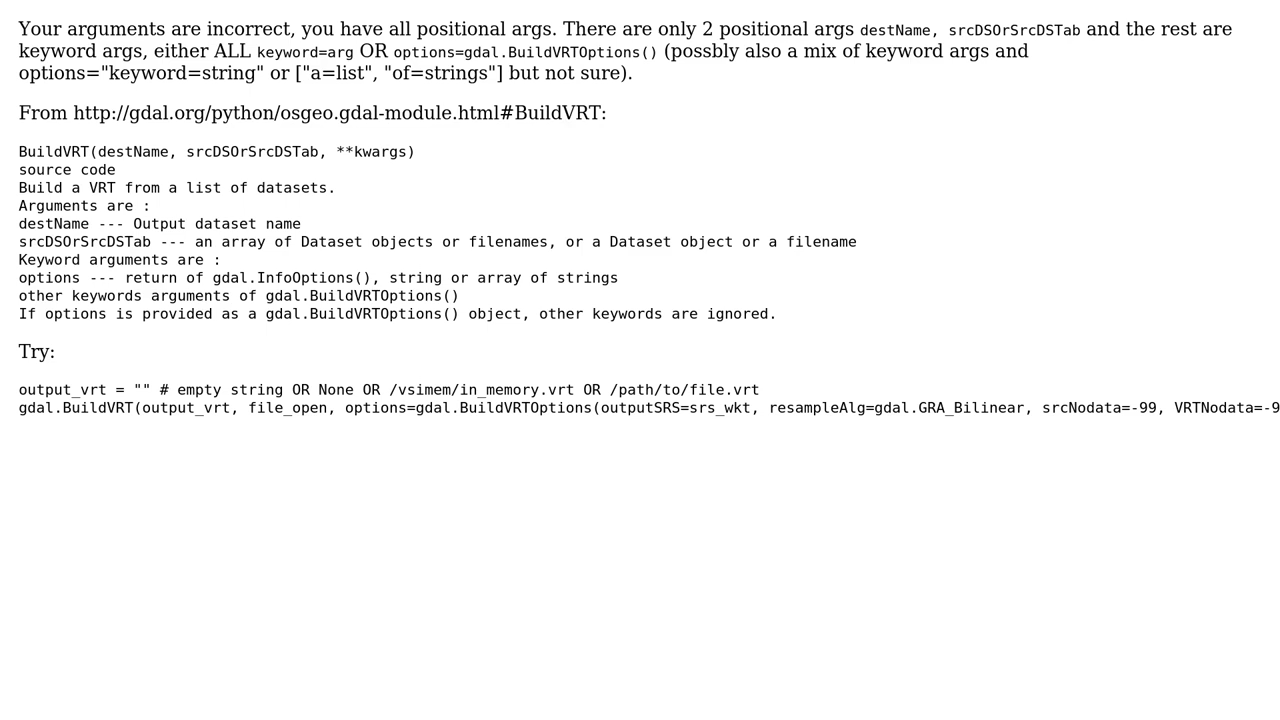 Your arguments are incorrect, you have all positional args. There are only 2 positional args destName, srcDSOrSrcDSTab and the rest are
keyword args, either ALL keyword=arg OR options=gdal.BuildVRTOptions() (possbly also a mix of keyword args and
options="keyword=string" or ["a=list", "of=strings"] but not sure).
From http://gdal.org/python/osgeo.gdal-module.html#BuildVRT:
BuildVRT(destName, srcDSOrSrcDSTab, **kwargs)
source code
Build a VRT from a list of datasets.
Arguments are :
destName --- Output dataset name
srcDSOrSrcDSTab --- an array of Dataset objects or filenames, or a Dataset object or a filename
Keyword arguments are :
options --- return of gdal.InfoOptions(), string or array of strings
other keywords arguments of gdal.BuildVRTOptions()
If options is provided as a gdal.BuildVRTOptions() object, other keywords are ignored.
Try:
output_vrt = "" # empty string OR None OR /vsimem/in_memory.vrt OR /path/to/file.vrt
gdal.BuildVRT(output_vrt, file_open, options=gdal.BuildVRTOptions(outputSRS=srs_wkt, resampleAlg=gdal.GRA_Bilinear, srcNodata=-99, VRTNodata=-9